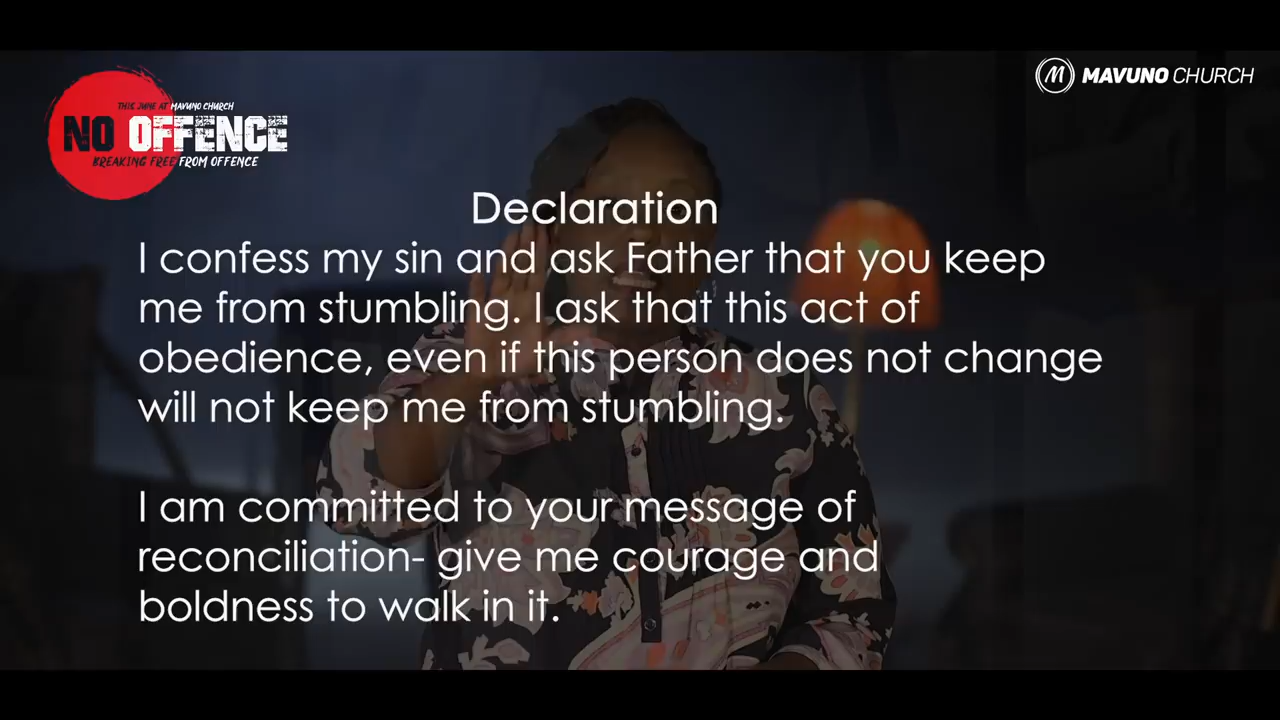 THIS JUNE AT MAVUNO CHURCH
NO OFFENCE
BREAKING FREE FROM OFFENCE
M MAVUNO CHURCH
Declaration
I confess my sin and ask Father that you keep
me from stumbling. I ask that this act of
obedience, even if this person does not change
will not keep me from stumbling.
I am committed to your message of
reconciliation- give me courage and
boldness to walk in it.